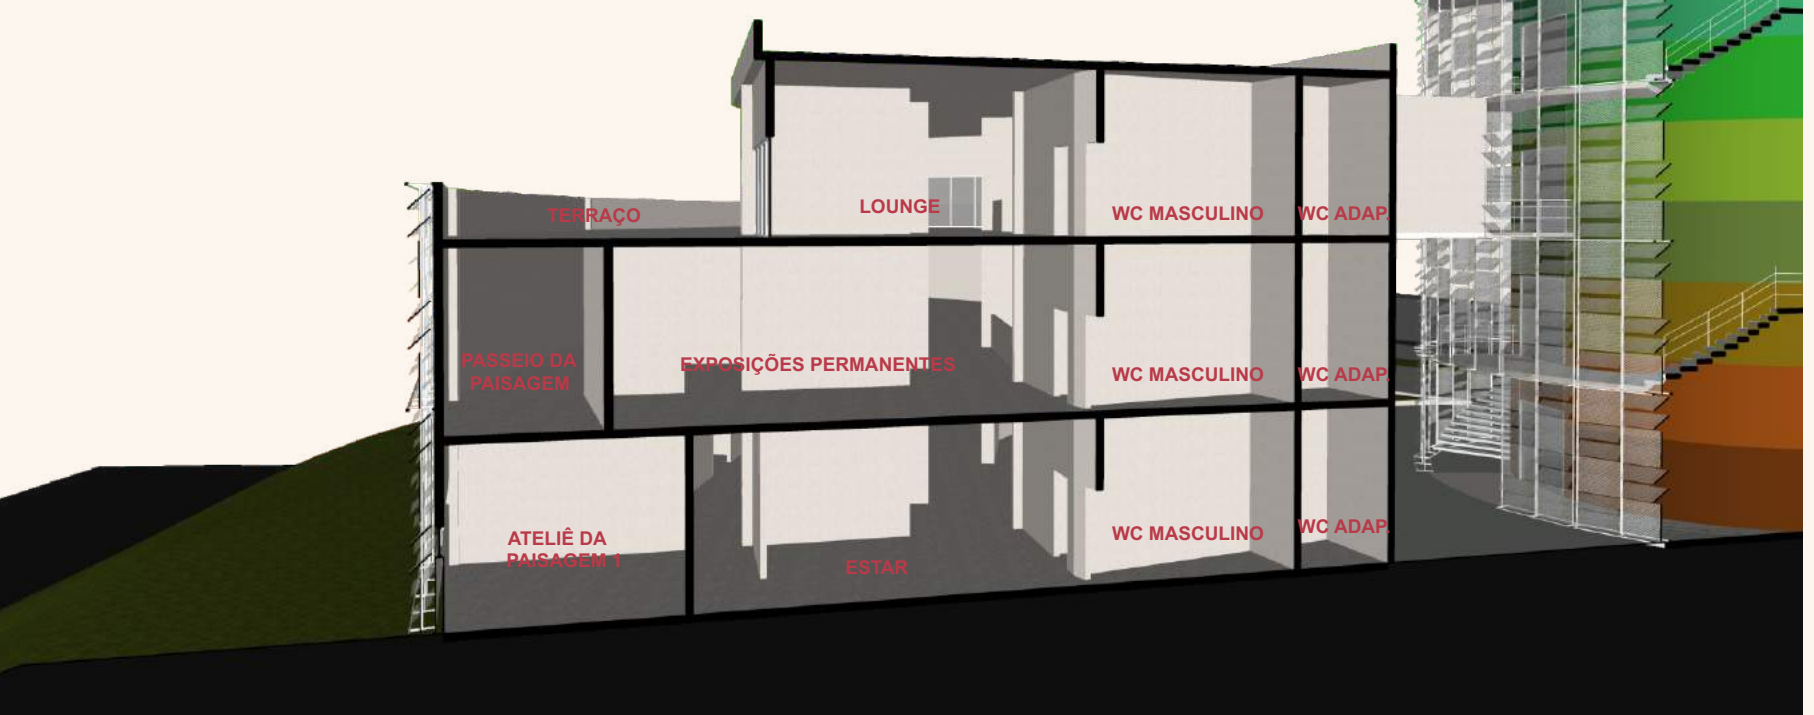 TERRAÇO
LOUNGE
WC MASCULINO
WC ADAP.
PASSEIO DA
PAISAGEM
EXPOSIÇÕES PERMANENTES
WC MASCULINO
WC ADAP.
ATELIÊ DA
PAISAGEM 1
ESTAR
WC MASCULINO
WC ADAP.